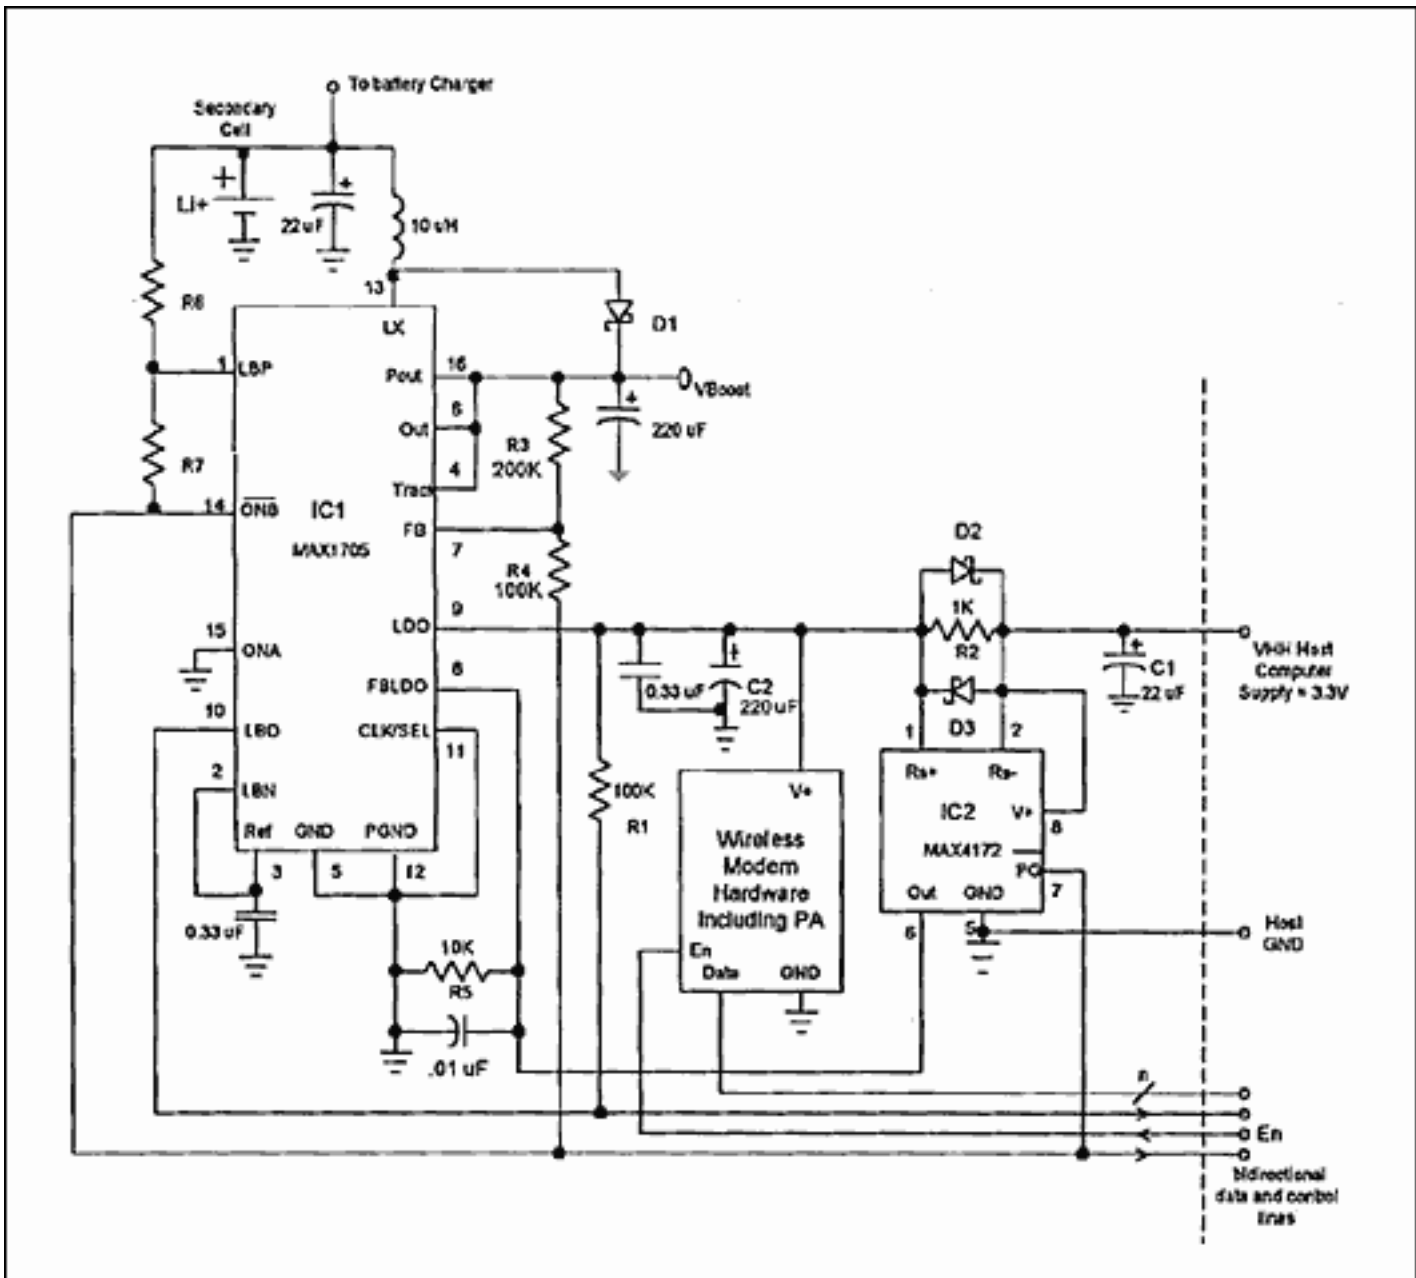 To battery Charger
Secondary
Cell
Li+
22 uF
10 uH
13
LX
R6
D1
1
LBP
Pout
16
VBoost
Out
6
220 uF
R3
200K
R7
4
Trac
14
ONB
IC1
MAX1705
FB
7
R4
100K
D2
9
LDO
1K
R2
VHH Host
Computer
Supply = 3.3V
C1
22 uF
15
ONA
8
FBLDO
0.33 uF
C2
220 uF
10
LBO
CLK/SEL
11
1
D3
2
Rs+
Rs-
2
LBN
V+
100K
R1
IC2
V+
8
Ref
GND
PGND
3
5
12
Wireless
Modem
Hardware
Including PA
MAX4172
PG
7
Out
GND
6
5
Host
GND
0.33 uF
10K
R5
En
Data
GND
.01 uF
n
En
bidirectional
data and control
lines